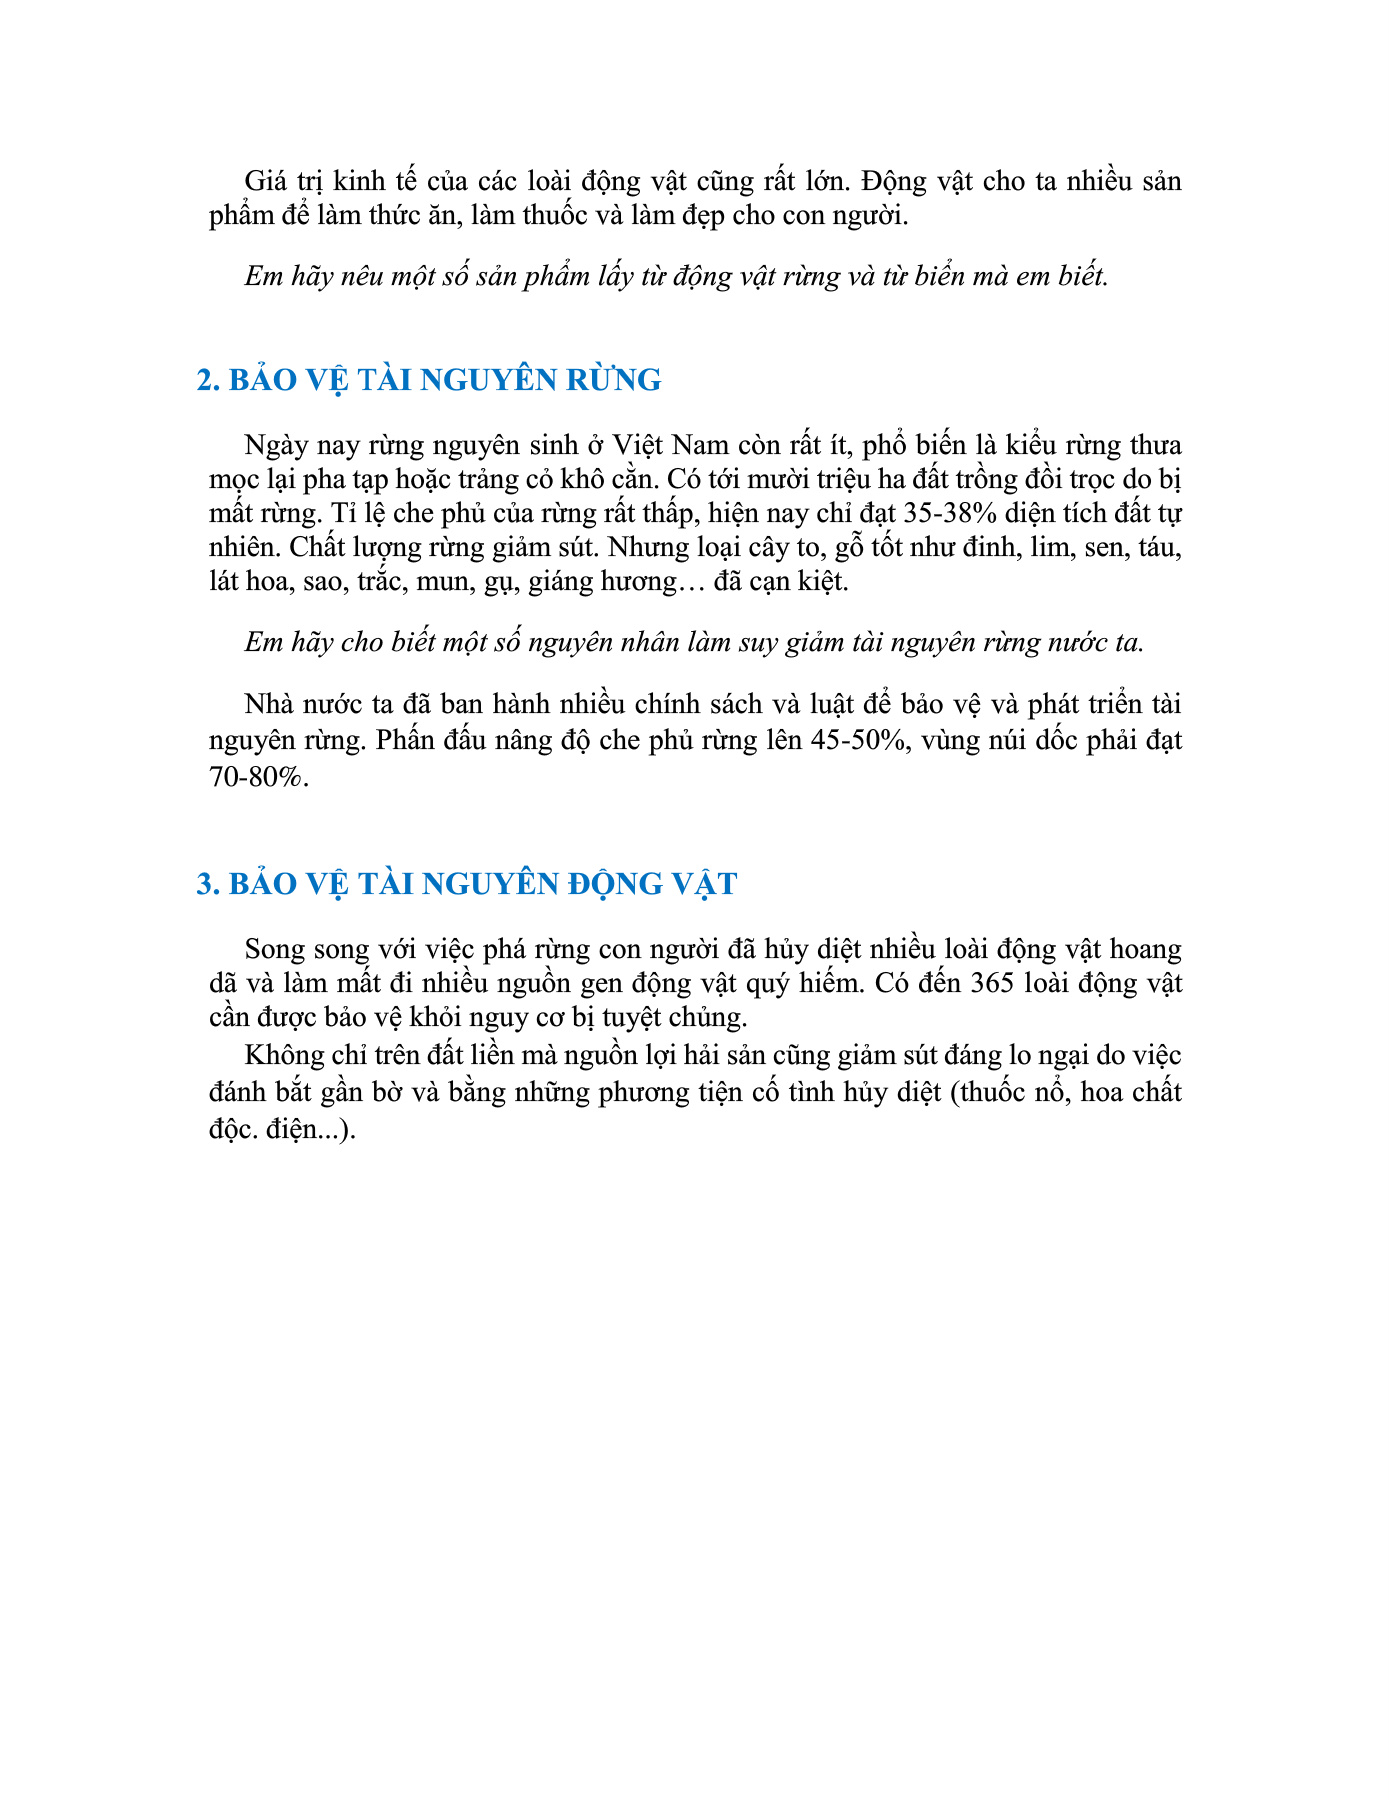 Giá trị kinh tế của các loài động vật cũng rất lớn. Động vật cho ta nhiều sản
phẩm để làm thức ăn, làm thuốc và làm đẹp cho con người.
Em hãy nêu một số sản phẩm lấy từ động vật rừng và từ biển mà em biết.
2. BẢO VỆ TÀI NGUYÊN RỪNG
Ngày nay rừng nguyên sinh ở Việt Nam còn rất ít, phổ biến là kiểu rừng thưa
mọc lại pha tạp hoặc trảng cỏ khô cằn. Có tới mười triệu ha đất trồng đồi trọc do bị
mất rừng. Tỉ lệ che phủ của rừng rất thấp, hiện nay chỉ đạt 35-38% diện tích đất tự
nhiên. Chất lượng rừng giảm sút. Nhưng loại cây to, gỗ tốt như đinh, lim, sen, táu,
lát hoa, sao, trắc, mun, gụ, giáng hương… đã cạn kiệt.
Em hãy cho biết một số nguyên nhân làm suy giảm tài nguyên rừng nước ta.
Nhà nước ta đã ban hành nhiều chính sách và luật để bảo vệ và phát triển tài
nguyên rừng. Phấn đấu nâng độ che phủ rừng lên 45-50%, vùng núi dốc phải đạt
70-80%.
3. BẢO VỆ TÀI NGUYÊN ĐỘNG VẬT
Song song với việc phá rừng con người đã hủy diệt nhiều loài động vật hoang
dã và làm mất đi nhiều nguồn gen động vật quý hiếm. Có đến 365 loài động vật
cần được bảo vệ khỏi nguy cơ bị tuyệt chủng.
Không chỉ trên đất liền mà nguồn lợi hải sản cũng giảm sút đáng lo ngại do việc
đánh bắt gần bờ và bằng những phương tiện cố tình hủy diệt (thuốc nổ, hoa chất
độc. điện...).